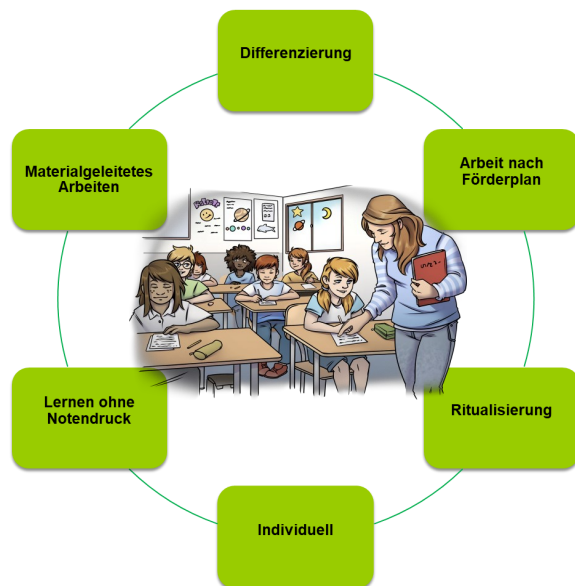 Differenzierung
Arbeit nach
Förderplan
Ritualisierung
Individuell
Lernen ohne
Notendruck
Materialgeleitetes
Arbeiten